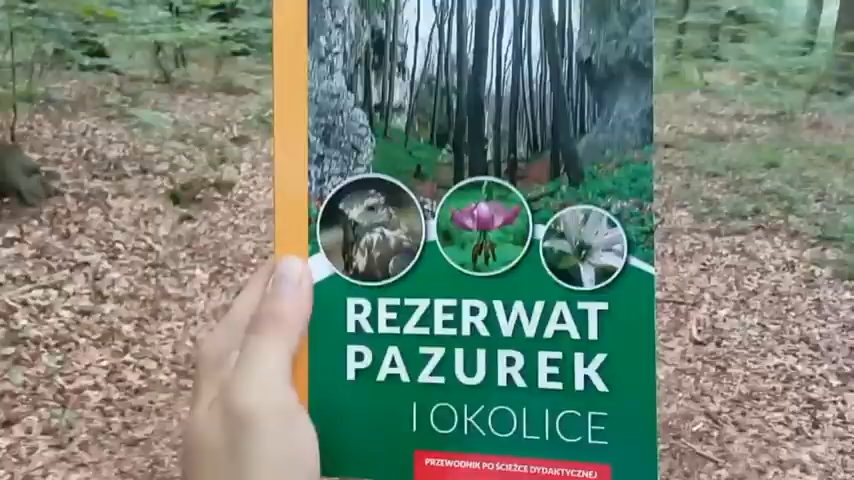 REZERWAT
PAZUREK
I OKOLICE
PRZEWODNIK PO ŚCIEŻCE DYDAKTYCZNEJ